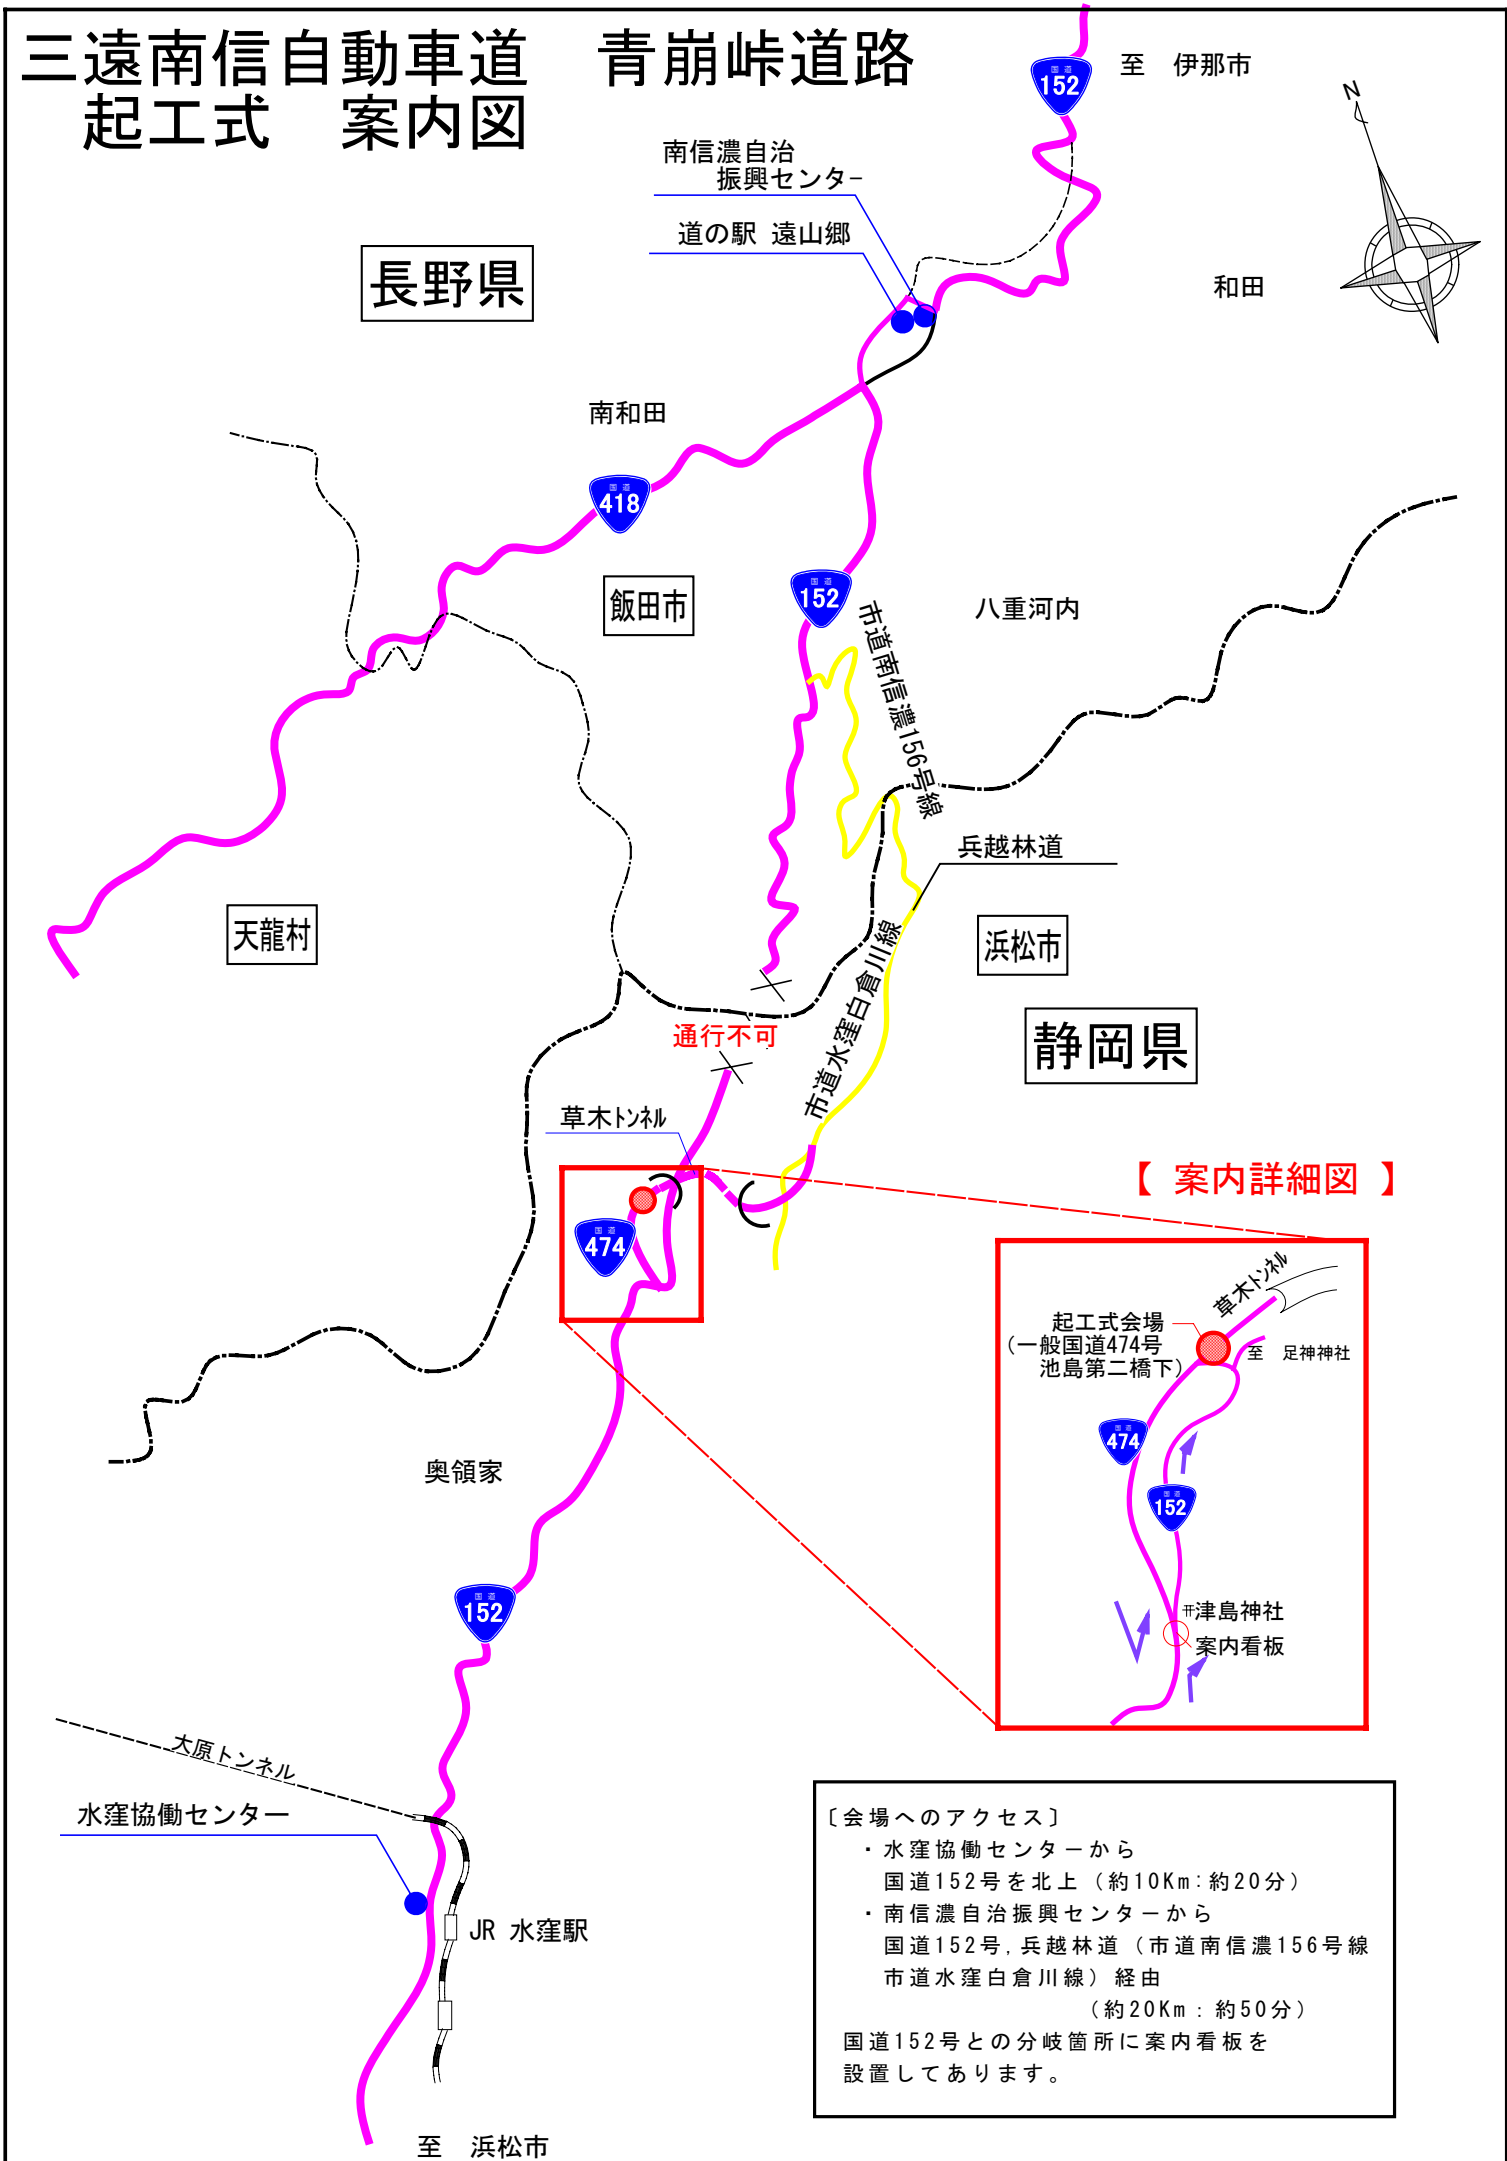 三遠南信自動車道　青崩峠道路
起工式　案内図
国道
152
至　伊那市
N
南信濃自治
振興センター
道の駅 遠山郷
長野県
和田
南和田
国道
418
飯田市
国道
152
市道南信濃156号線
八重河内
兵越林道
天龍村
浜松市
市道水窪白倉川線
静岡県
通行不可
草木トンネル
国道
474
【 案内詳細図 】
草木トンネル
起工式会場
(一般国道474号
池島第二橋下)
至　足神神社
国道
474
国道
152
津島神社
案内看板
奥領家
国道
152
大原トンネル
水窪協働センター
JR 水窪駅
至　浜松市
〔会場へのアクセス〕
・水窪協働センターから
国道152号を北上（約10Km：約20分）
・南信濃自治振興センターから
国道152号,兵越林道（市道南信濃156号線
市道水窪白倉川線）経由
（約20Km：約50分）
国道152号との分岐箇所に案内看板を
設置してあります。